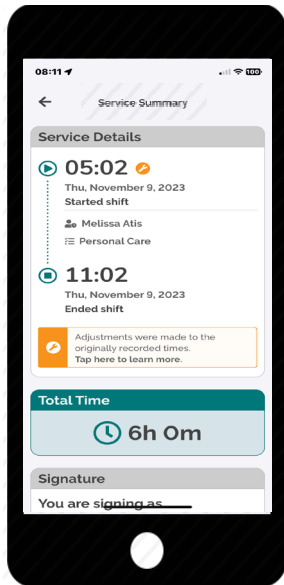 08:11
100
Service Summary
Service Details
05:02
Thu, November 9, 2023
Started shift
Melissa Atis
Personal Care
11:02
Thu, November 9, 2023
Ended shift
Adjustments were made to the
originally recorded times.
Tap here to learn more.
Total Time
6h 0m
Signature
You are signing as